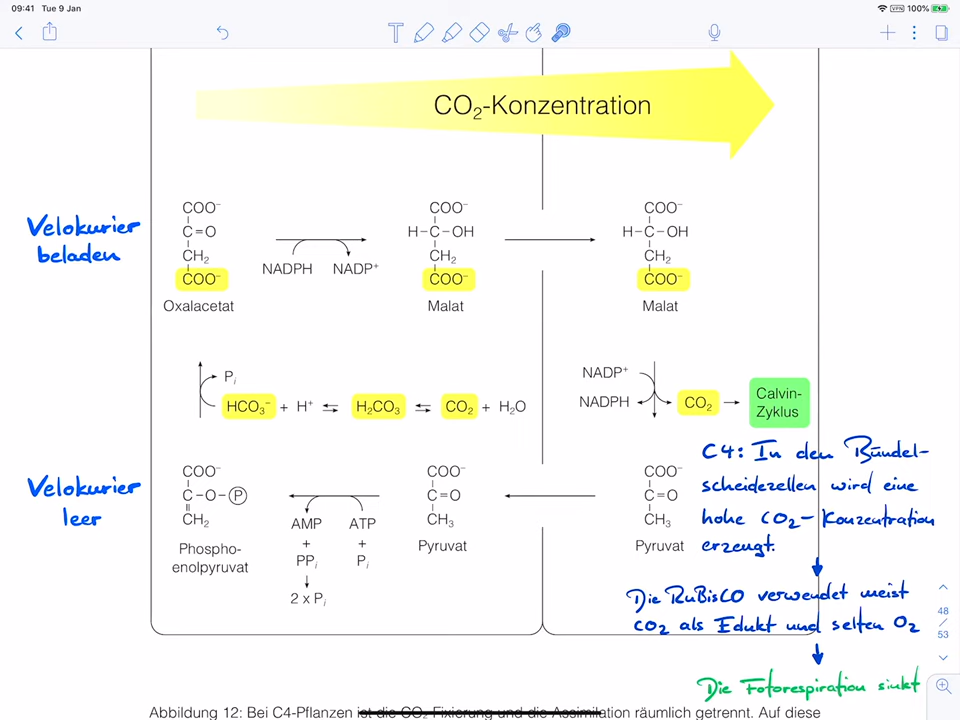 09:41 Tue 9 Jan
VPN 100%
T
CO₂-Konzentration
Velokurier
beladen
COO⁻
C=O
CH₂
COO⁻
Oxalacetat
NADPH NADP⁺
COO⁻
H–C–OH
CH₂
COO⁻
Malat
COO⁻
H–C–OH
CH₂
COO⁻
Malat
Pᵢ
HCO₃⁻ + H⁺ ⇌ H₂CO₃ ⇌ CO₂ + H₂O
NADP⁺
NADPH
CO₂ →
Calvin-
Zyklus
Velokurier
leer
COO⁻
C–O–P
CH₂
Phospho-
enolpyruvat
AMP
+
PPᵢ
↓
2 x Pᵢ
ATP
+
Pᵢ
COO⁻
C=O
CH₃
Pyruvat
COO⁻
C=O
CH₃
Pyruvat
C4: In den Bündel-
scheidezellen wird eine
hohe CO₂-Konzentration
erzeugt.
↓
Die RuBisCO verwendet meist
CO₂ als Edukt und selten O₂
↓
Die Fotorespiration sinkt
48
/
53
Abbildung 12: Bei C4-Pflanzen ist die CO₂ Fixierung und die Assimilation räumlich getrennt. Auf diese